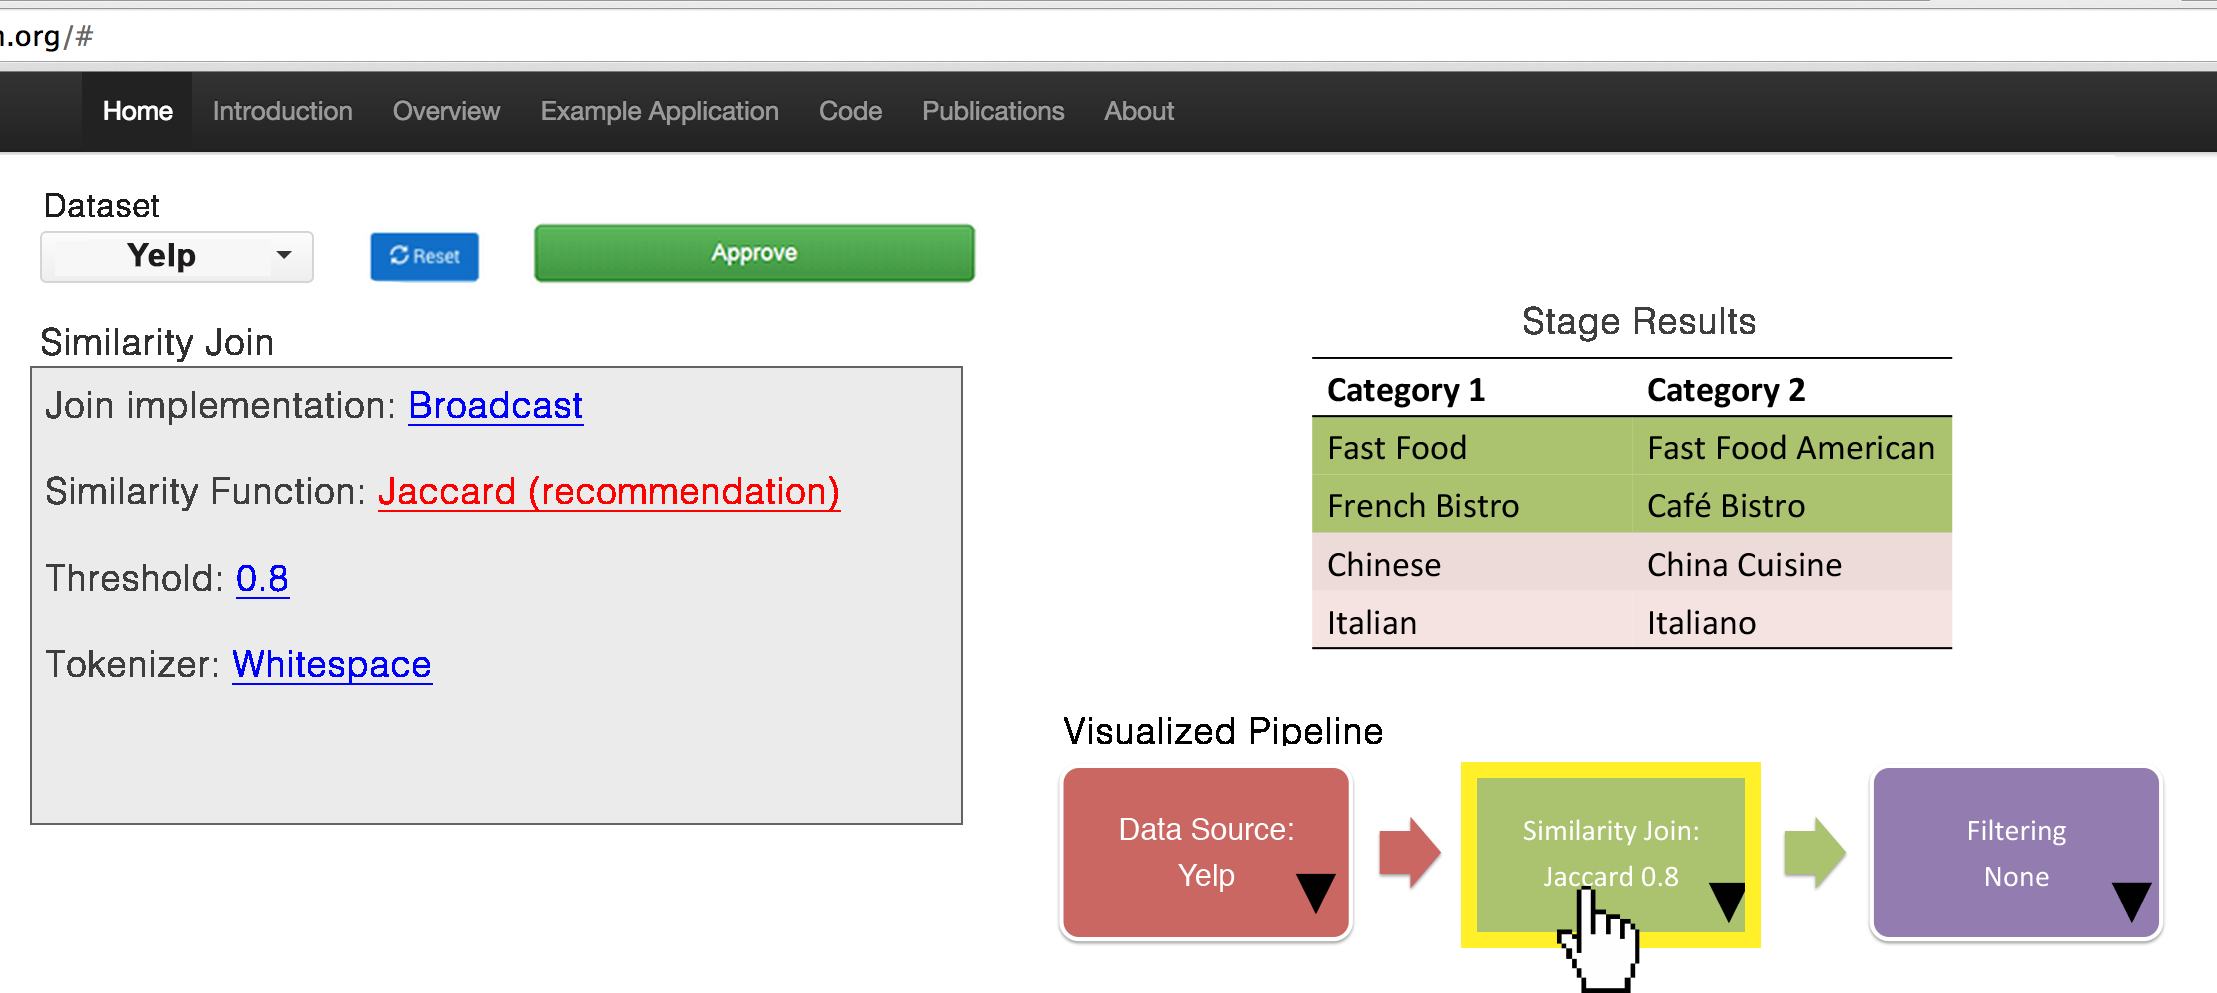 .org/#
Home Introduction Overview Example Application Code Publications About
Dataset
Yelp
Reset
Approve
Similarity Join
Join implementation: Broadcast
Similarity Function: Jaccard (recommendation)
Threshold: 0.8
Tokenizer: Whitespace
Stage Results
Category 1 Category 2
Fast Food Fast Food American
French Bistro Café Bistro
Chinese China Cuisine
Italian Italiano
Visualized Pipeline
Data Source:
Yelp
Similarity Join:
Jaccard 0.8
Filtering
None